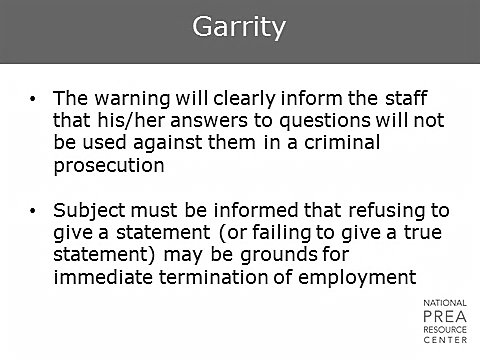 Garrity
• The warning will clearly inform the staff
that his/her answers to questions will not
be used against them in a criminal
prosecution
• Subject must be informed that refusing to
give a statement (or failing to give a true
statement) may be grounds for
immediate termination of employment
NATIONAL
PREA
RESOURCE
CENTER